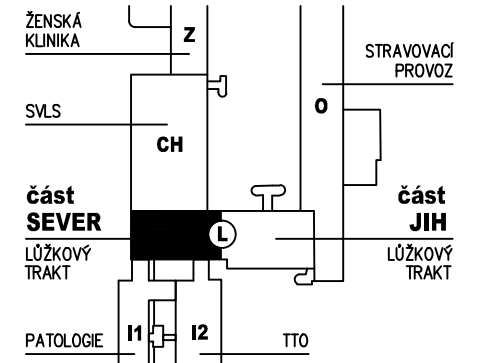 ŽENSKÁ
KLINIKA
Z
STRAVOVACÍ
PROVOZ
O
SVLS
CH
část
SEVER
L
část
JIH
LŮŽKOVÝ
TRAKT
LŮŽKOVÝ
TRAKT
PATOLOGIE
I1
I2
TTO